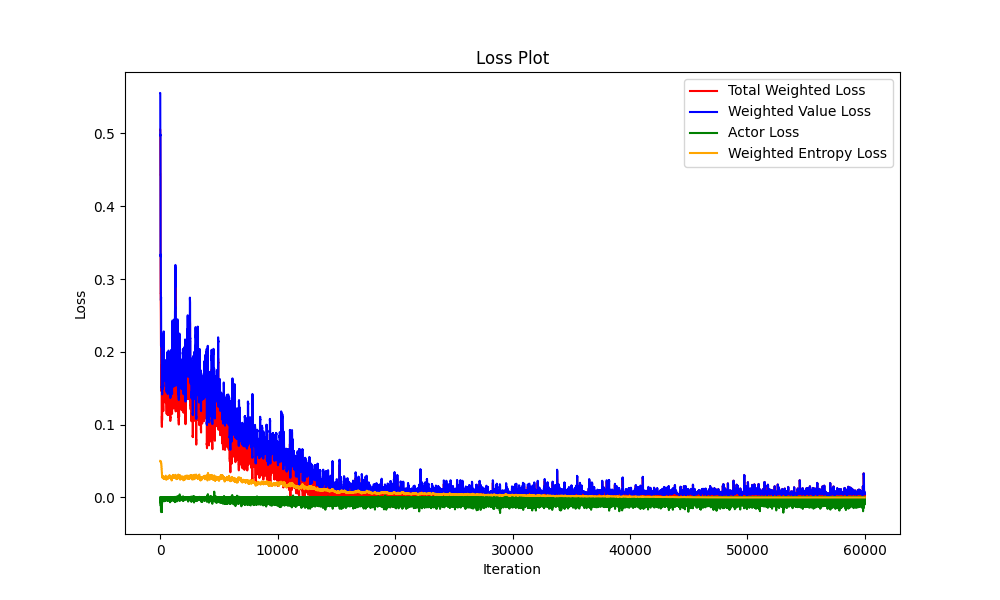 Loss Plot
Total Weighted Loss
Weighted Value Loss
Actor Loss
Weighted Entropy Loss
Loss
0.5
0.4
0.3
0.2
0.1
0.0
0 10000 20000 30000 40000 50000 60000
Iteration